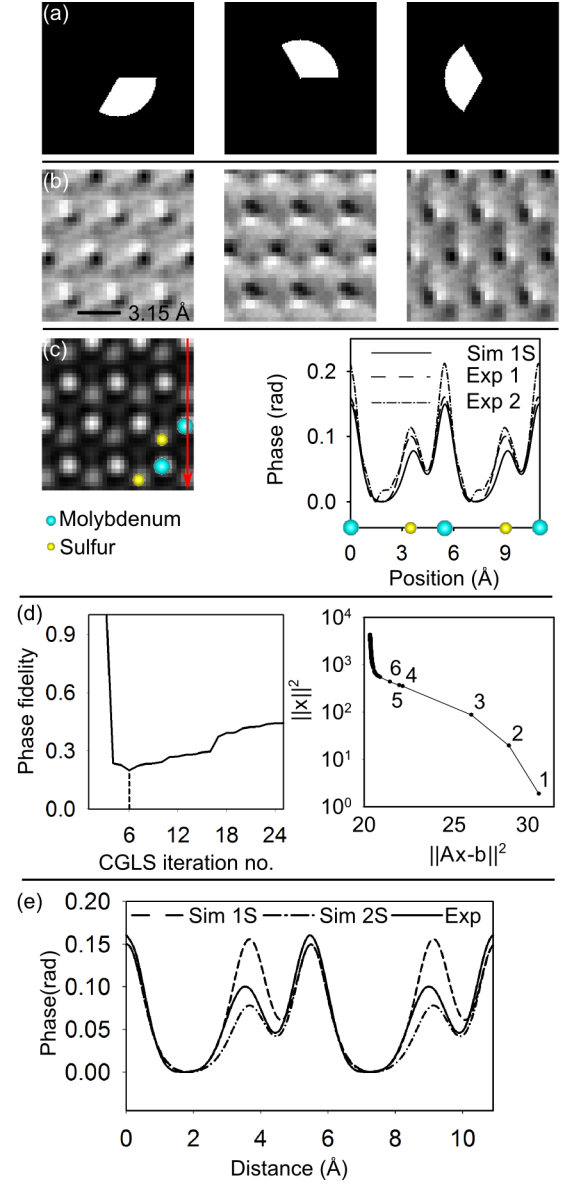 (a)
(b)
3.15 Å
(c)
Molybdenum
Sulfur
Phase (rad)
0.2
0.1
0.0
Sim 1S
Exp 1
Exp 2
0 3 6 9
Position (Å)
(d)
Phase fidelity
0.9
0.6
0.3
0.0
6 12 18 24
CGLS iteration no.
||x||²
10⁴
10³
10²
10¹
10⁰
6 4
5
3
2
1
20 25 30
||Ax-b||²
(e)
Phase(rad)
0.20
0.15
0.10
0.05
0.00
Sim 1S Sim 2S Exp
0 2 4 6 8 10
Distance (Å)